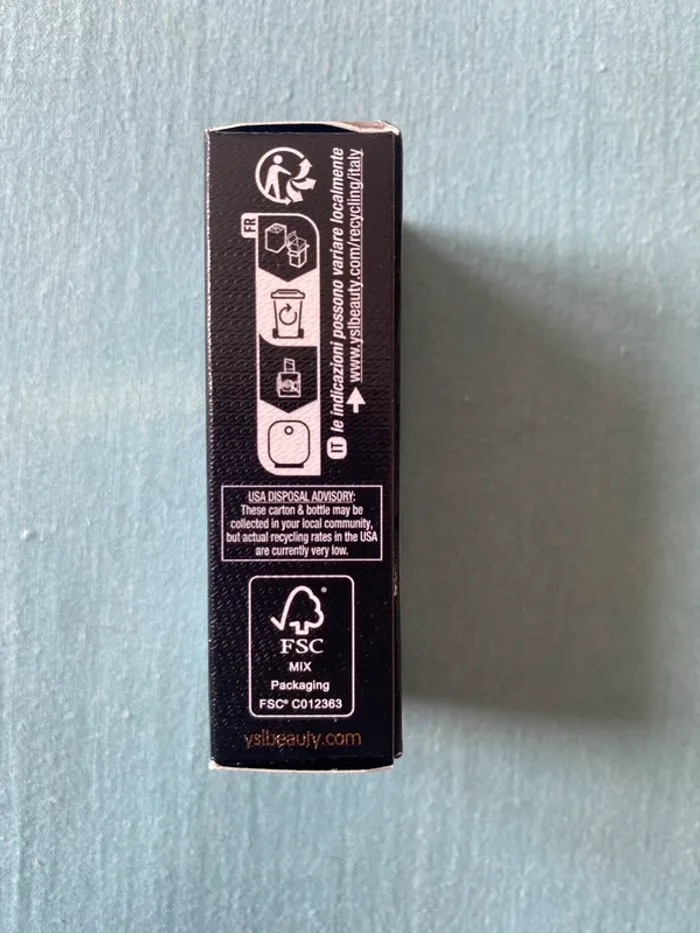 FR
IT le indicazioni possono variare localmente
www.yslbeauty.com/recycling/italy
USA DISPOSAL ADVISORY:
These carton & bottle may be
collected in your local community,
but actual recycling rates in the USA
are currently very low.
FSC®
MIX
Packaging
FSC® C012363
yslbeauty.com